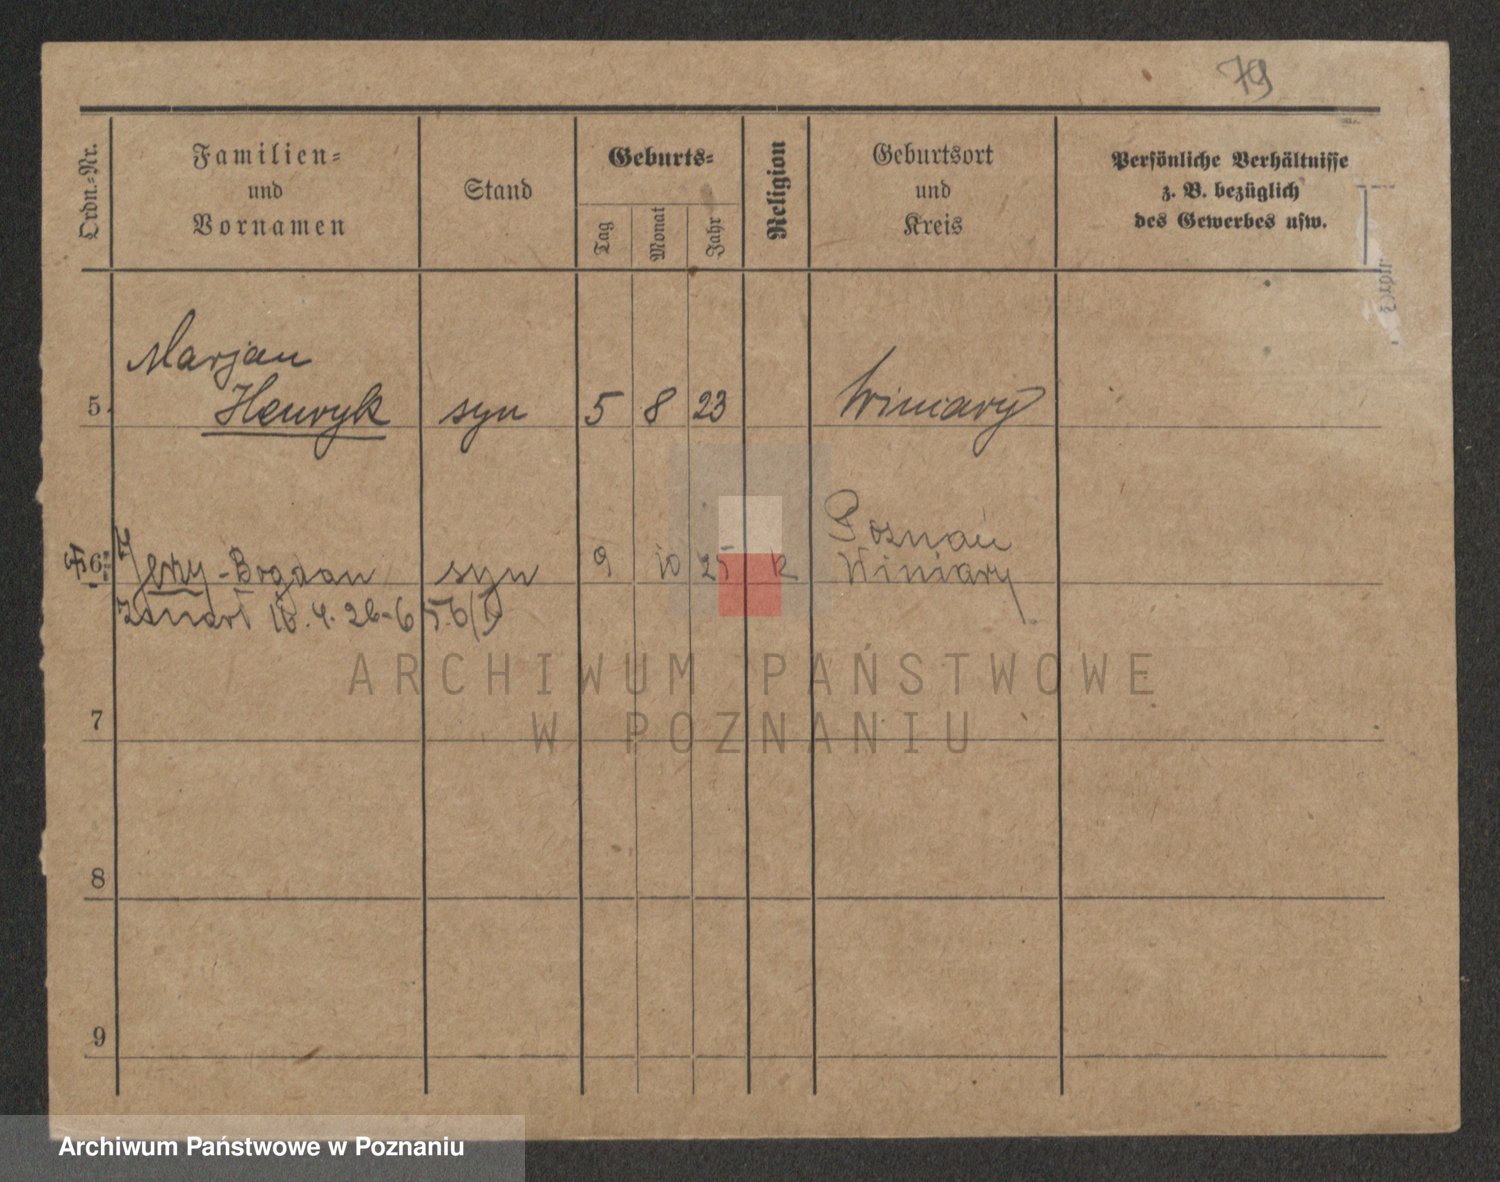 79
Ordn.-Nr.
Familien-
und
Vornamen
Stand
Geburts-
Tag
Monat
Jahr
Religion
Geburtsort
und
Kreis
Persönliche Verhältnisse
z. B. bezüglich
des Gewerbes usw.
Marjan
5. Henryk syn 5 8 23 Winiary
Poznań
6 Jerzy-Bogdan syn 9 10 25 k Winiary
zmarł 18.4.26-
7
8
9
ARCHIWUM PAŃSTWOWE
W POZNANIU
Archiwum Państwowe w Poznaniu